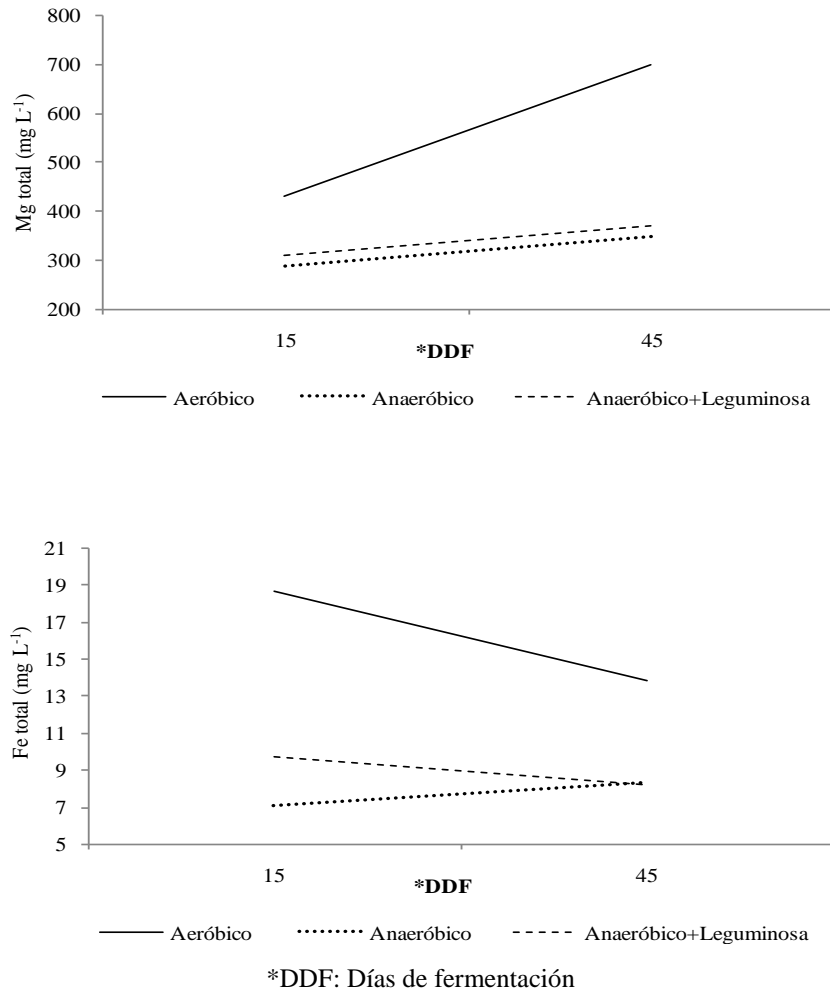 800
700
600
500
400
300
200
Mg total (mg L-1)
15 45
*DDF
Aeróbico Anaeróbico Anaeróbico+Leguminosa
21
19
17
15
13
11
9
7
5
Fe total (mg L-1)
15 45
*DDF
Aeróbico Anaeróbico Anaeróbico+Leguminosa
*DDF: Días de fermentación